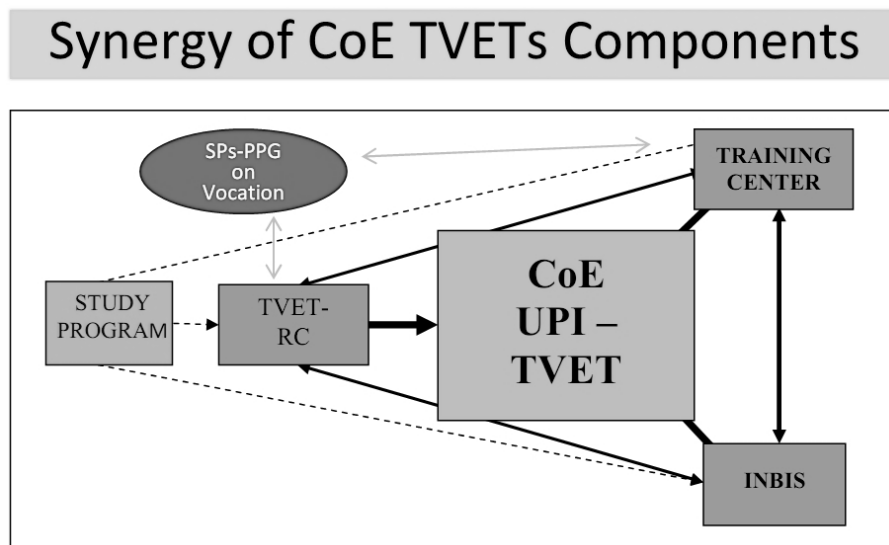 Synergy of CoE TVETs Components
SPs-PPG
on
Vocation
TRAINING
CENTER
STUDY
PROGRAM
TVET-
RC
CoE
UPI –
TVET
INBIS